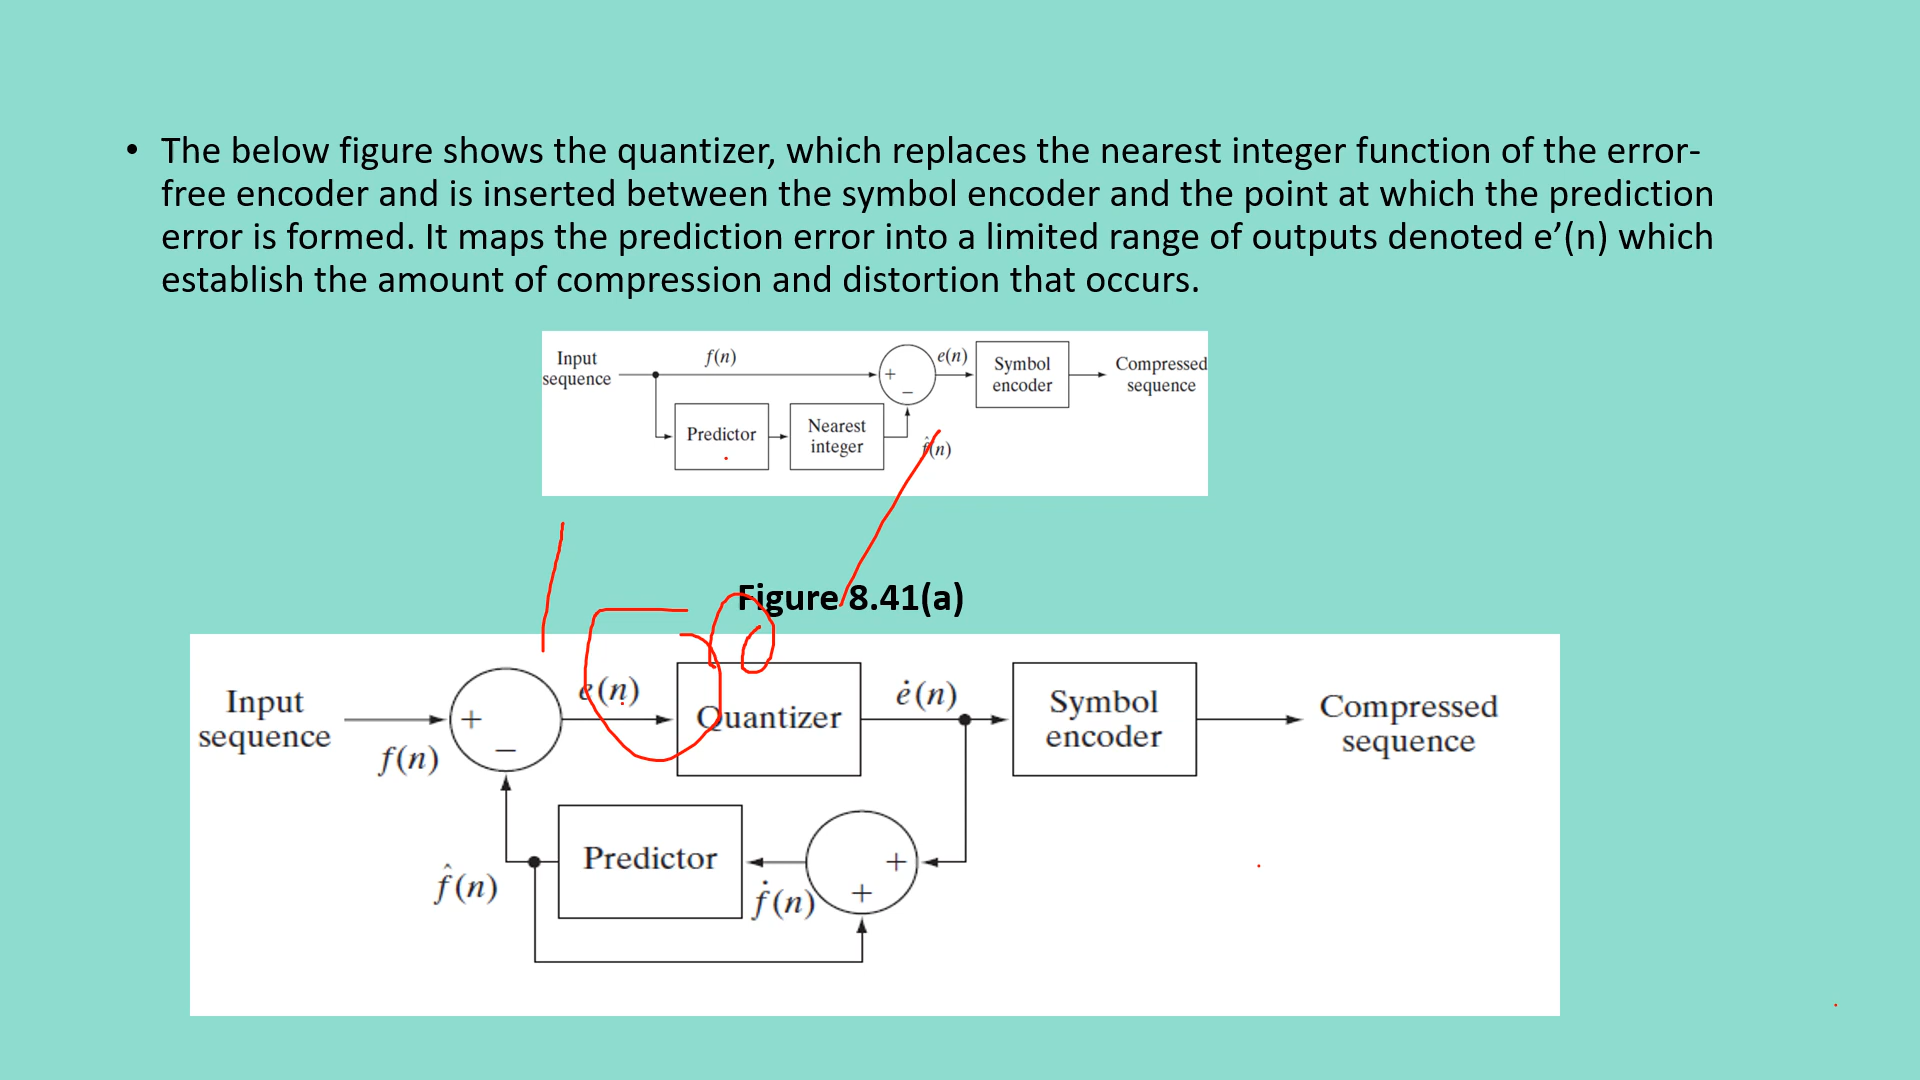 • The below figure shows the quantizer, which replaces the nearest integer function of the error-
free encoder and is inserted between the symbol encoder and the point at which the prediction
error is formed. It maps the prediction error into a limited range of outputs denoted e’(n) which
establish the amount of compression and distortion that occurs.
Input
sequence
f(n)
+
−
e(n)
Symbol
encoder
Compressed
sequence
Predictor
Nearest
integer
f̂(n)
Figure 8.41(a)
Input
sequence
f(n)
+
−
e(n)
Quantizer
ė(n)
Symbol
encoder
Compressed
sequence
f̂(n)
Predictor
ḟ(n)
+
+